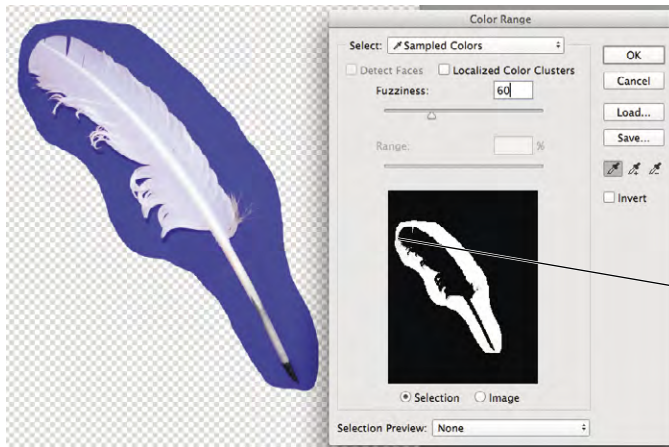 Color Range
Select: Sampled Colors
OK
Detect Faces Localized Color Clusters
Cancel
Fuzziness: 60
Load...
Save...
Range: %
Invert
Selection Image
Selection Preview: None